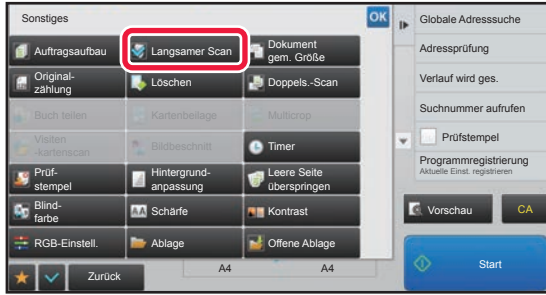 Sonstiges
OK
Auftragsaufbau
Langsamer Scan
Dokument
gem. Größe
Original-
zählung
Löschen
Doppels.-Scan
Buch teilen
Kartenbeilage
Multicrop
Visiten
-kartenscan
Bildbeschnitt
Timer
Prüf-
stempel
Hintergrund-
anpassung
Leere Seite
überspringen
Blind-
farbe
AA
Schärfe
Kontrast
RGB-Einstell.
Ablage
Offene Ablage
Zurück
A4
A4
Globale Adresssuche
Adressprüfung
Verlauf wird ges.
Suchnummer aufrufen
Prüfstempel
Programmregistrierung
Aktuelle Einst. registrieren
Vorschau
CA
Start